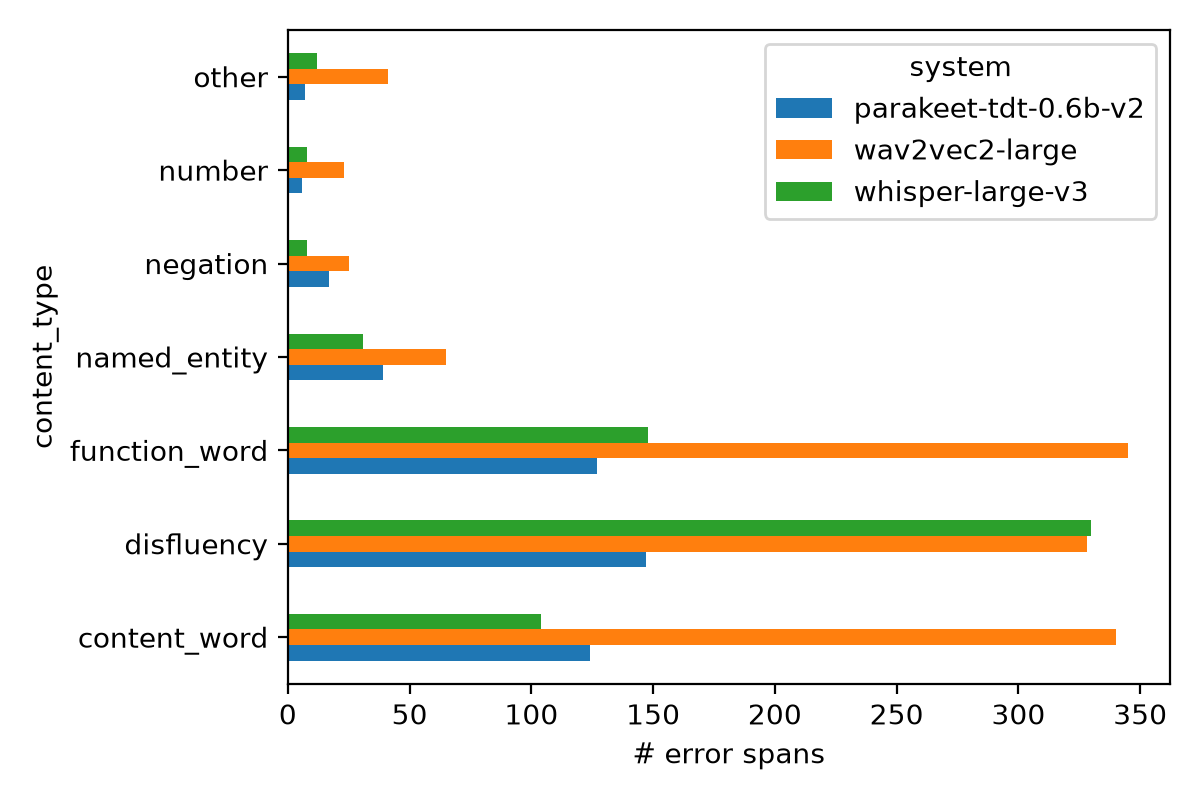 system
parakeet-tdt-0.6b-v2
wav2vec2-large
whisper-large-v3
other
number
negation
named_entity
function_word
disfluency
content_word
content_type
0 50 100 150 200 250 300 350
# error spans